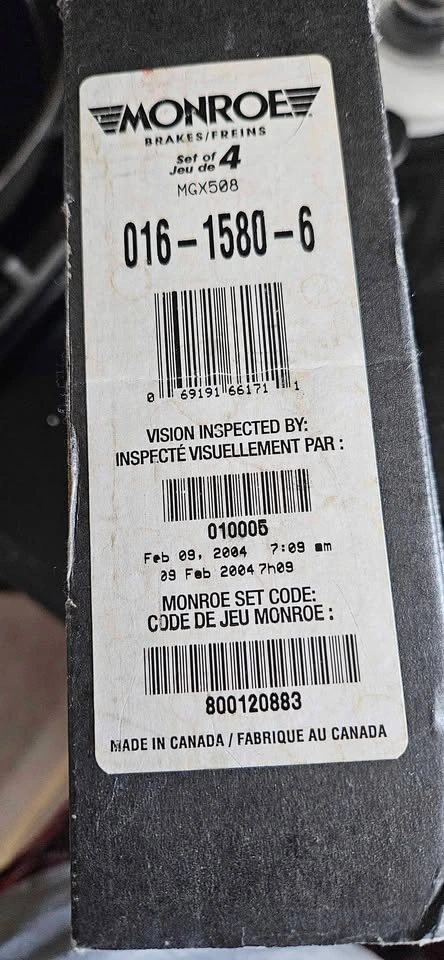 MONROE
BRAKES/FREINS
Set of
Jeu de 4
MGX508
016-1580-6
0 69191 66171 1
VISION INSPECTED BY:
INSPECTÉ VISUELLEMENT PAR :
010005
Feb 09, 2004 7:09 am
09 Feb 2004 7h09
MONROE SET CODE:
CODE DE JEU MONROE :
800120883
MADE IN CANADA / FABRIQUE AU CANADA